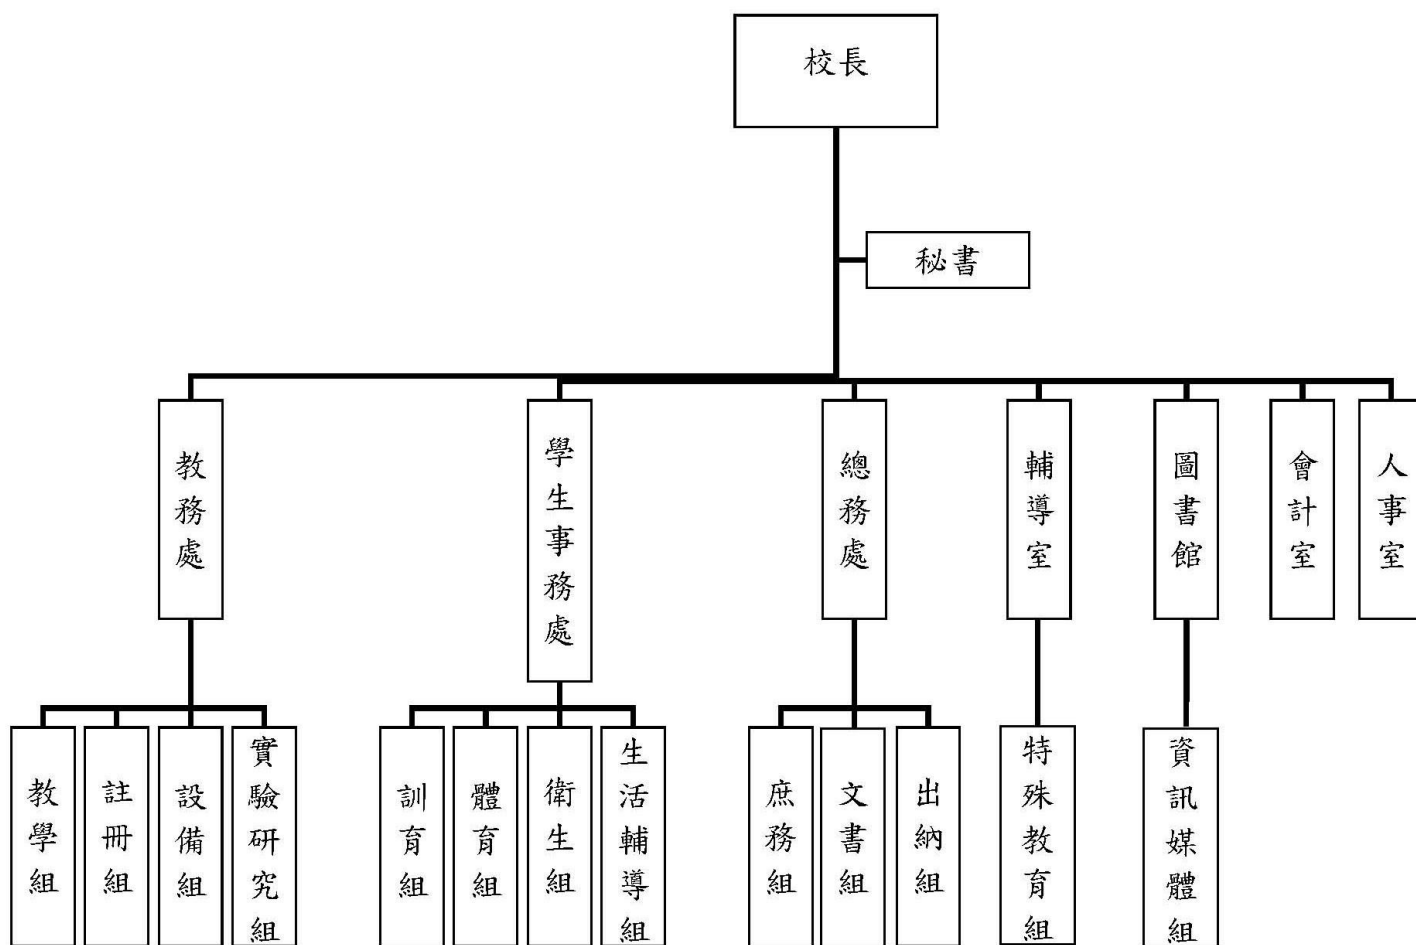 校長
秘書
教務處
學生事務處
總務處
輔導室
圖書館
會計室
人事室
教學組
註冊組
設備組
實驗研究組
訓育組
體育組
衛生組
生活輔導組
庶務組
文書組
出納組
特殊教育組
資訊媒體組